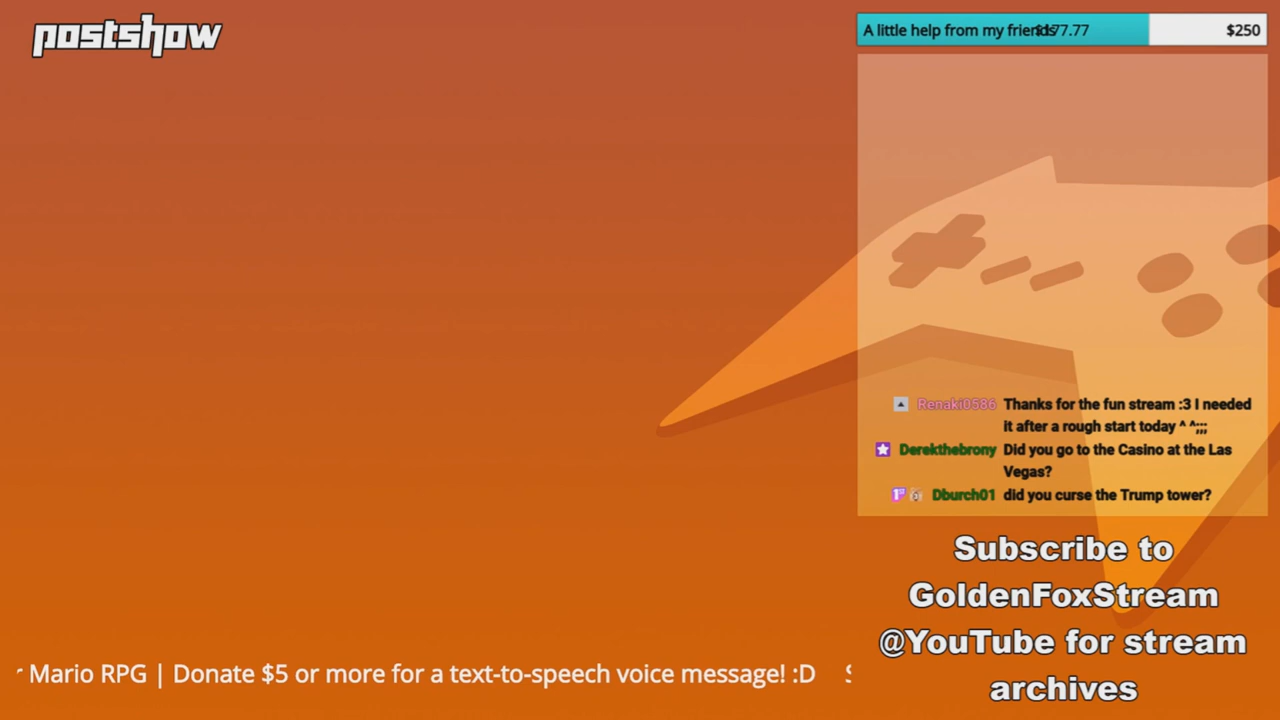 postshow
A little help from my friends $177.77 $250
Renaki0586 Thanks for the fun stream :3 I needed
it after a rough start today ^ ^;;;
Derekthebrony Did you go to the Casino at the Las
Vegas?
Dburch01 did you curse the Trump tower?
Subscribe to
GoldenFoxStream
@YouTube for stream
archives
Mario RPG | Donate $5 or more for a text-to-speech voice message! :D